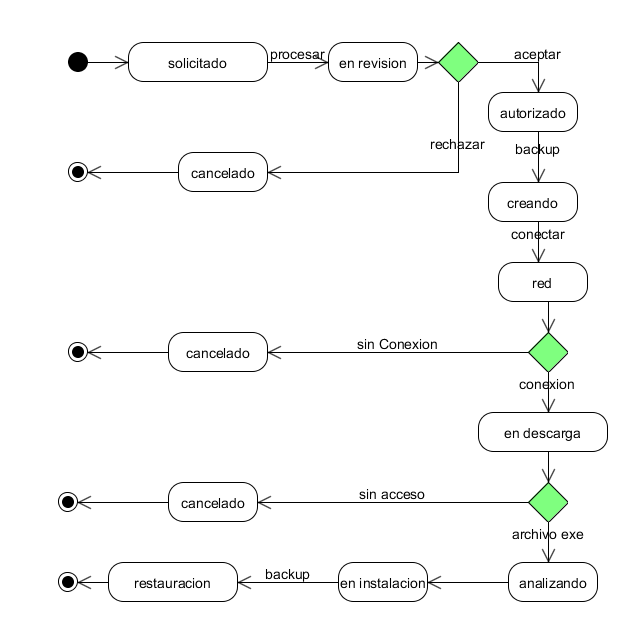 solicitado
procesar
en revision
aceptar
autorizado
rechazar
backup
cancelado
creando
conectar
red
sin Conexion
cancelado
conexion
en descarga
sin acceso
cancelado
archivo exe
restauracion
backup
en instalacion
analizando